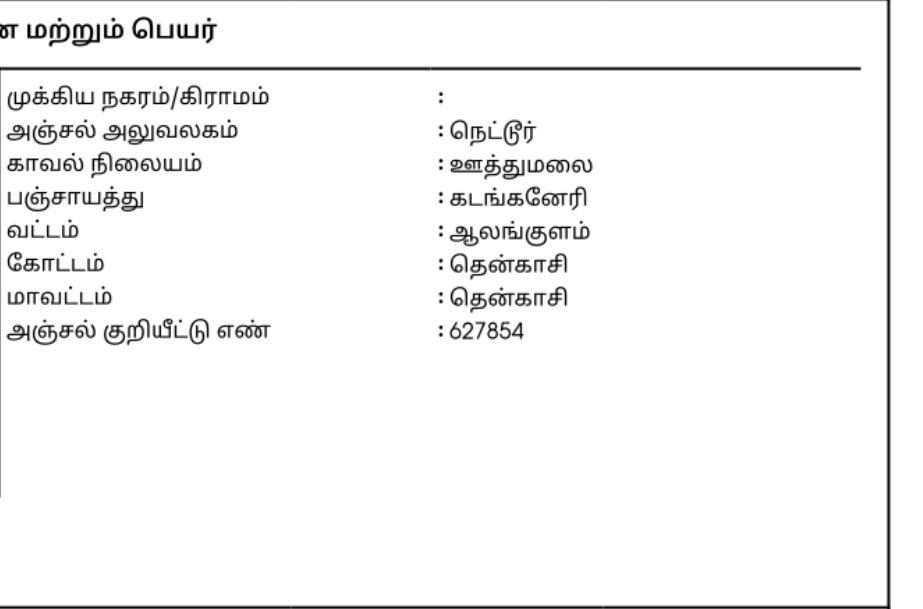 ன மற்றும் பெயர்
முக்கிய நகரம்/கிராமம் :
அஞ்சல் அலுவலகம் : நெட்டூர்
காவல் நிலையம் : ஊத்துமலை
பஞ்சாயத்து : கடங்கனேரி
வட்டம் : ஆலங்குளம்
கோட்டம் : தென்காசி
மாவட்டம் : தென்காசி
அஞ்சல் குறியீட்டு எண் : 627854